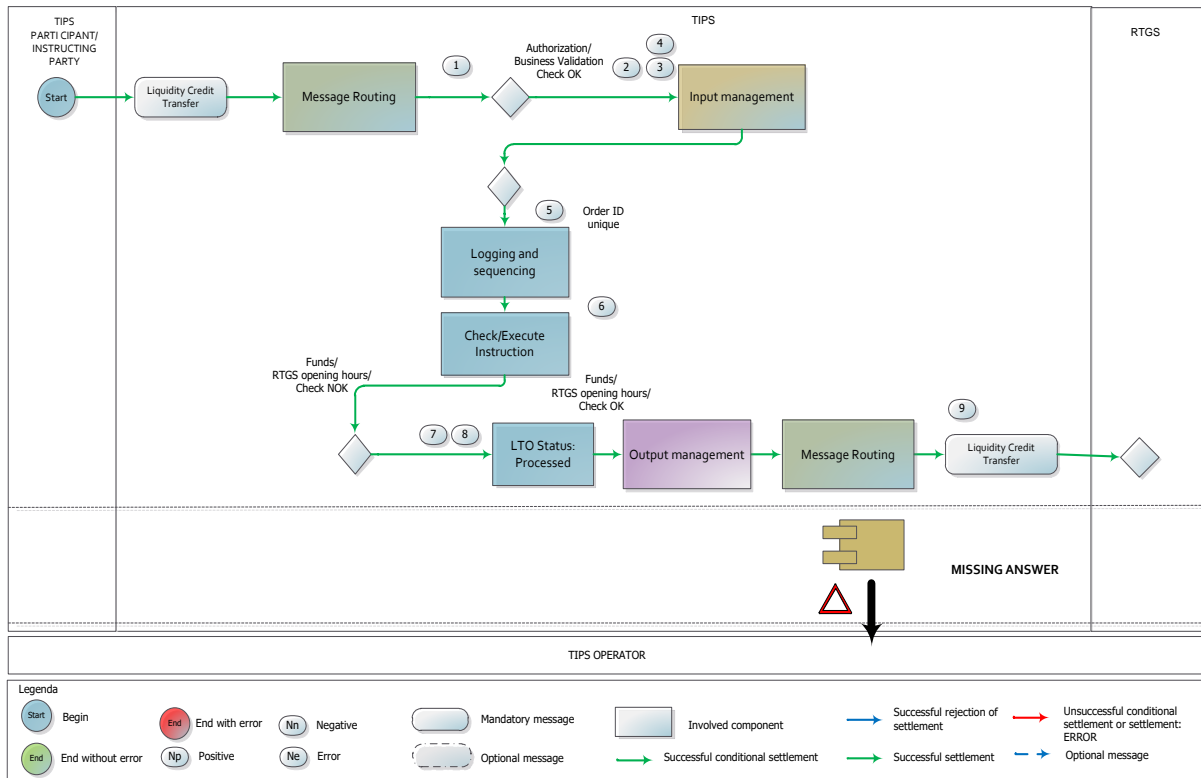 TIPS
PARTICIPANT/
INSTRUCTING
PARTY
TIPS
RTGS
Start
Liquidity Credit
Transfer
Message Routing
1
Authorization/
Business Validation
Check OK
2
4
3
Input management
5
Order ID
unique
Logging and
sequencing
6
Check/Execute
Instruction
Funds/
RTGS opening hours/
Check NOK
Funds/
RTGS opening hours/
Check OK
7
8
LTO Status:
Processed
Output management
Message Routing
9
Liquidity Credit
Transfer
MISSING ANSWER
TIPS OPERATOR
Legenda
Start
Begin
End
End with error
Nn
Negative
Mandatory message
Involved component
Successful rejection of
settlement
Unsuccessful conditional
settlement or settlement:
ERROR
End
End without error
Np
Positive
Ne
Error
Optional message
Successful conditional settlement
Successful settlement
Optional message